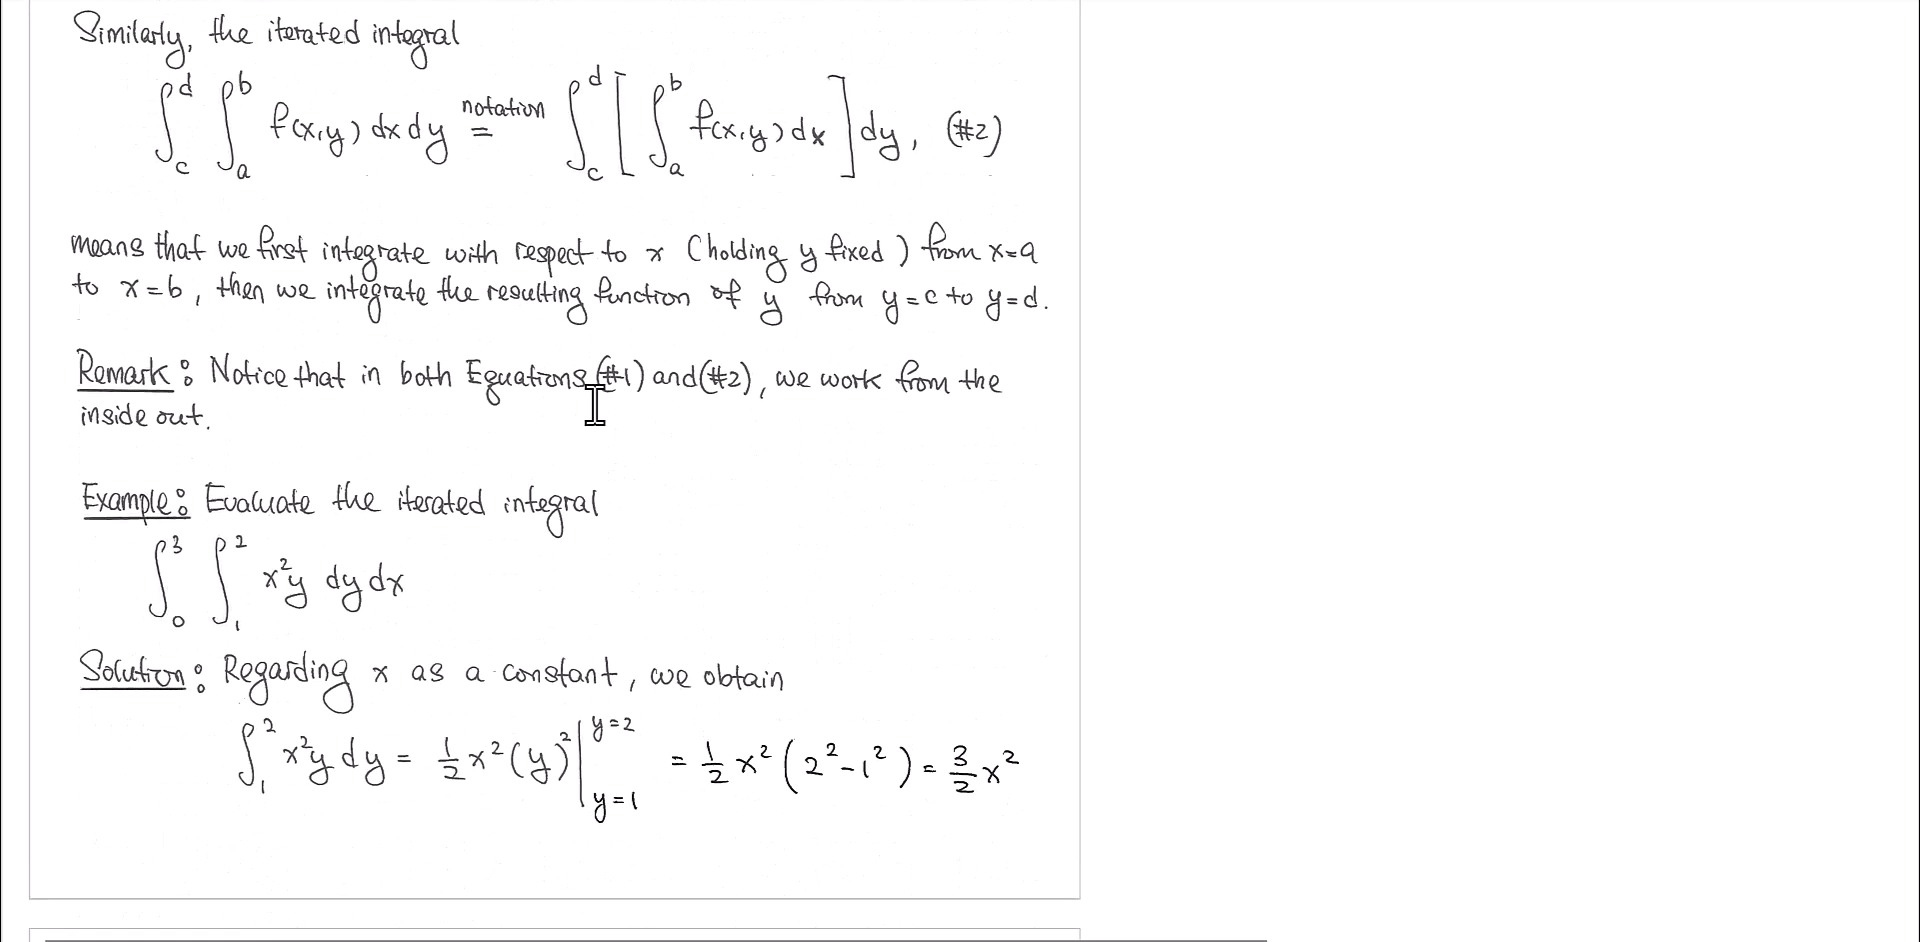 Similarly, the iterated integral
∫_c^d ∫_a^b f(x,y) dx dy =^{notation} ∫_c^d [ ∫_a^b f(x,y) dx ] dy, (#2)
means that we first integrate with respect to x (holding y fixed) from x=a
to x=b, then we integrate the resulting function of y from y=c to y=d.
Remark: Notice that in both Equations (#1) and (#2), we work from the
inside out.
Example: Evaluate the iterated integral
∫_0^3 ∫_1^2 x²y dy dx
Solution: Regarding x as a constant, we obtain
∫_1^2 x²y dy = 1/2 x² (y)² |_{y=1}^{y=2} = 1/2 x² (2² - 1²) = 3/2 x²